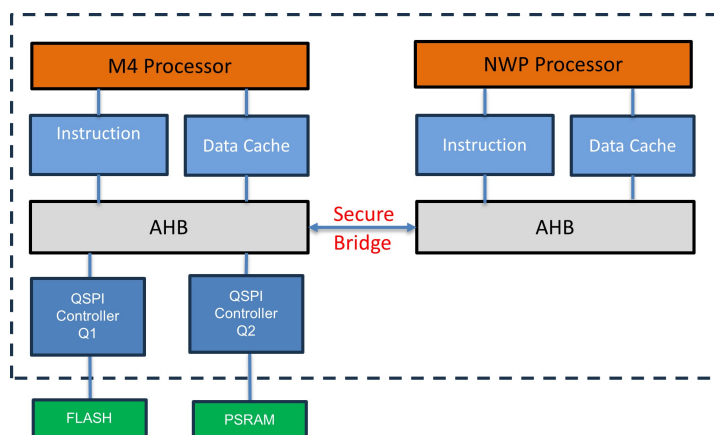 M4 Processor
NWP Processor
Instruction
Data Cache
Instruction
Data Cache
AHB
Secure
Bridge
AHB
QSPI
Controller
Q1
QSPI
Controller
Q2
FLASH
PSRAM